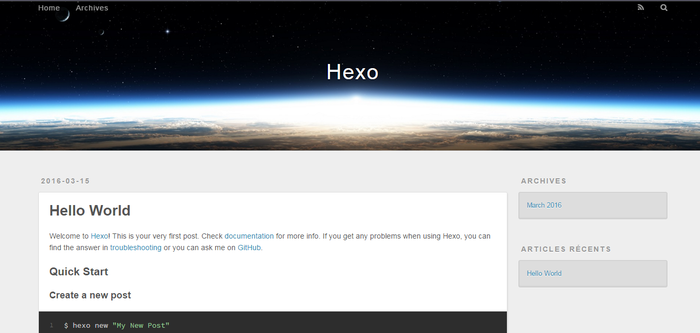 Home Archives
Hexo
2016-03-15
Hello World
Welcome to Hexo! This is your very first post. Check documentation for more info. If you get any problems when using Hexo, you can
find the answer in troubleshooting or you can ask me on GitHub.
Quick Start
Create a new post
1 $ hexo new "My New Post"
ARCHIVES
March 2016
ARTICLES RÉCENTS
Hello World